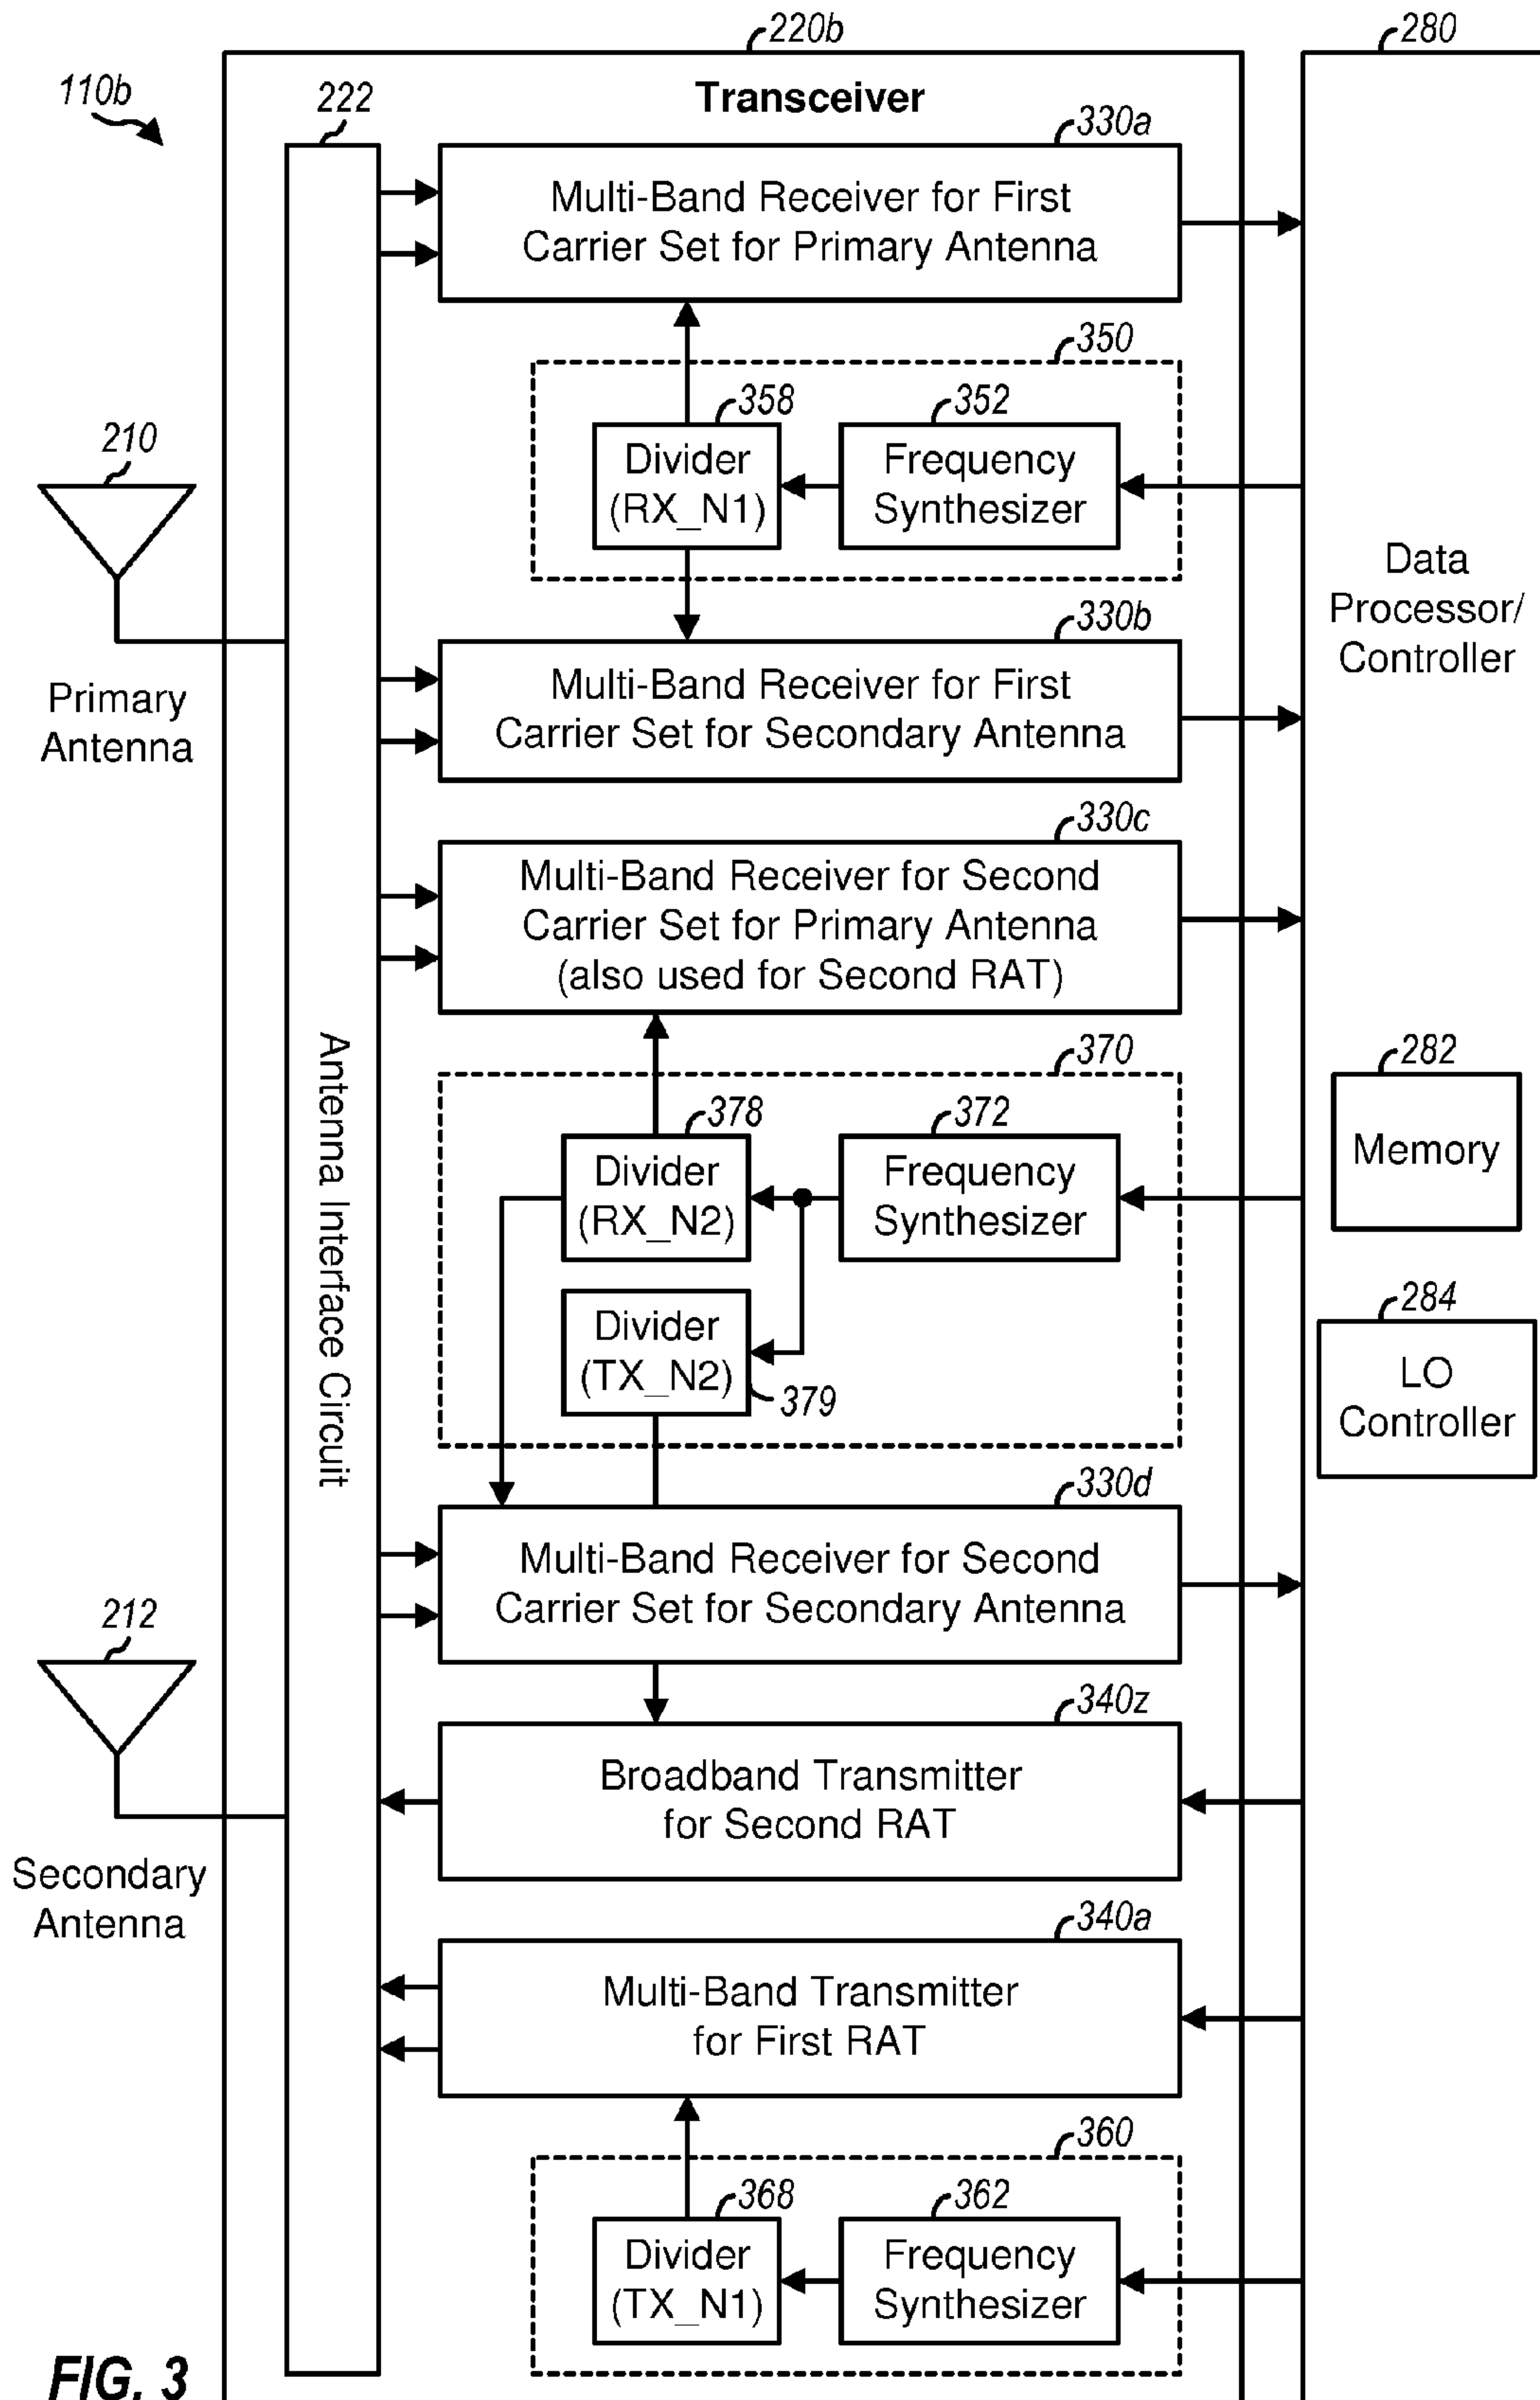 220b
280
110b
222
Transceiver
330a
Multi-Band Receiver for First
Carrier Set for Primary Antenna
350
358
352
210
Divider
(RX_N1)
Frequency
Synthesizer
Data
Processor/
Controller
330b
Primary
Antenna
Multi-Band Receiver for First
Carrier Set for Secondary Antenna
330c
Multi-Band Receiver for Second
Carrier Set for Primary Antenna
(also used for Second RAT)
Antenna Interface Circuit
370
282
378
372
Divider
(RX_N2)
Frequency
Synthesizer
Memory
284
Divider
(TX_N2)
379
LO
Controller
330d
Multi-Band Receiver for Second
Carrier Set for Secondary Antenna
212
340z
Broadband Transmitter
for Second RAT
Secondary
Antenna
340a
Multi-Band Transmitter
for First RAT
360
368
362
Divider
(TX_N1)
Frequency
Synthesizer
FIG. 3